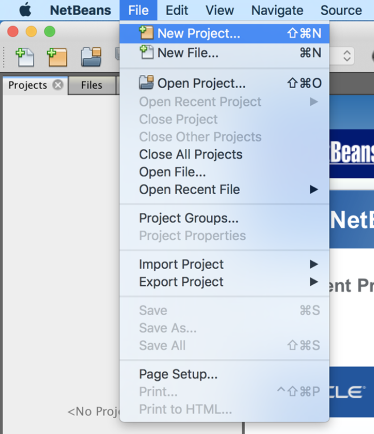 NetBeans File Edit View Navigate Source
New Project... ⇧⌘N
New File... ⌘N
Open Project... ⇧⌘O
Open Recent Project
Close Project
Close Other Projects
Close All Projects
Open File...
Open Recent File
Project Groups...
Project Properties
Import Project
Export Project
Save ⌘S
Save As...
Save All ⇧⌘S
Page Setup...
Print... ^⌥⌘P
Print to HTML...
Projects Files
<No Proj
Beans
NetB
ent Pr
CLE